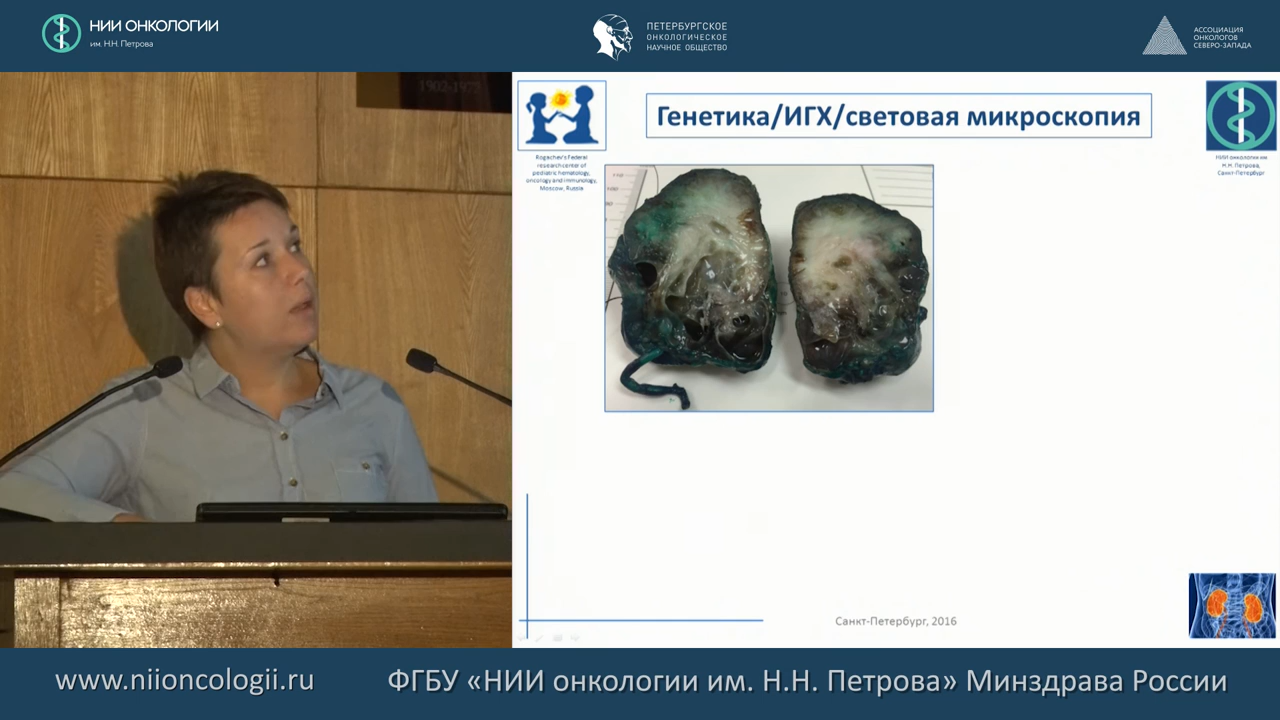 НИИ ОНКОЛОГИИ
им. Н.Н. Петрова
ПЕТЕРБУРГСКОЕ
ОНКОЛОГИЧЕСКОЕ
НАУЧНОЕ ОБЩЕСТВО
АССОЦИАЦИЯ
ОНКОЛОГОВ
СЕВЕРО-ЗАПАДА
Генетика/ИГХ/световая микроскопия
Rogachev's Federal
research center of
pediatric hematology,
oncology and immunology,
Moscow, Russia
НИИ онкологии им
Н.Н. Петрова,
Санкт-Петербург
Санкт-Петербург, 2016
www.niioncologii.ru
ФГБУ «НИИ онкологии им. Н.Н. Петрова» Минздрава России